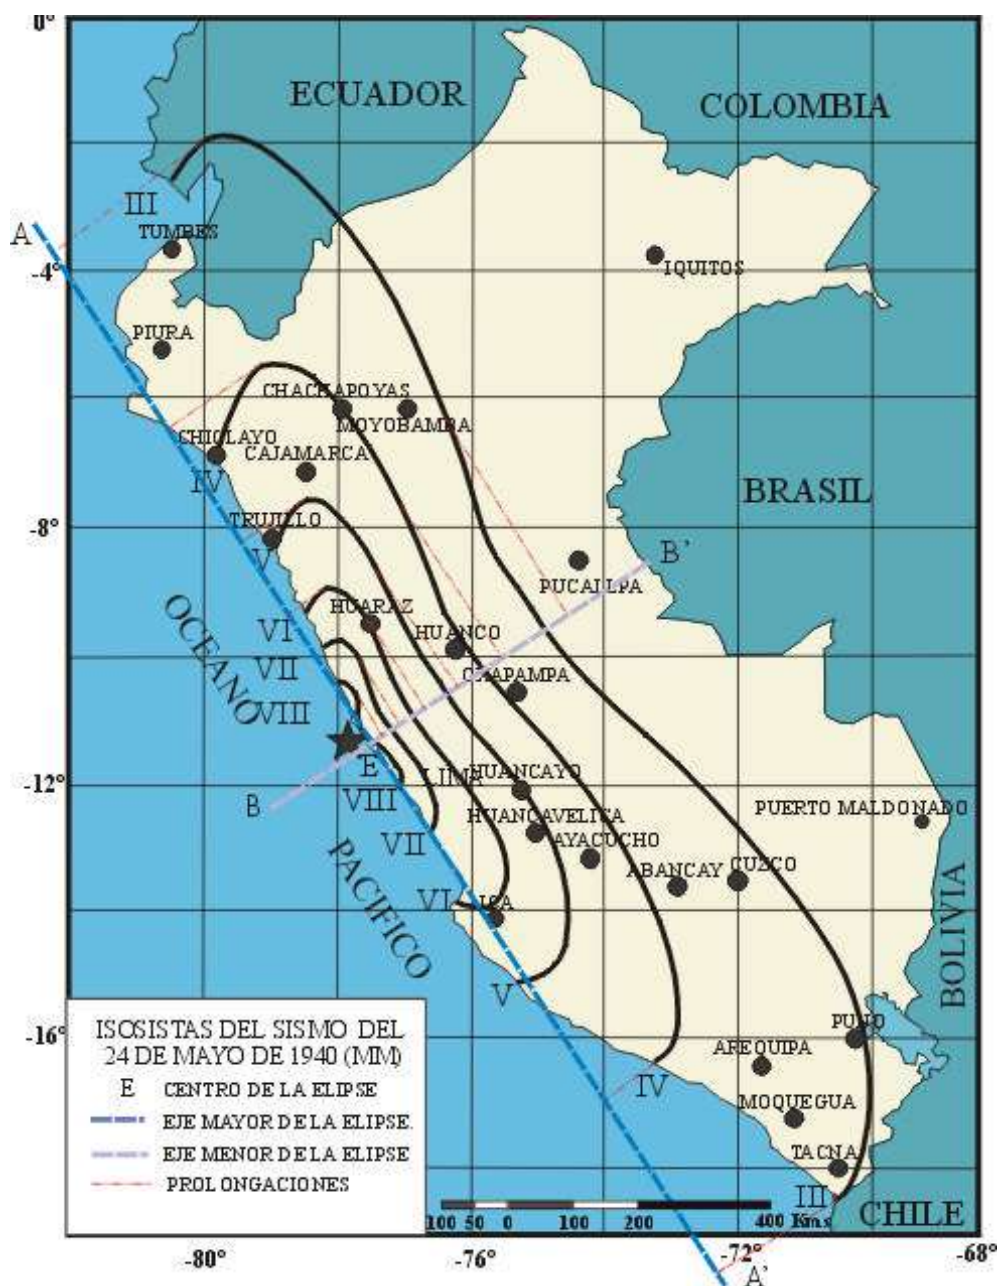 0°
ECUADOR
COLOMBIA
III
A
TUMBES
-4°
IQUITOS
PIURA
CHACHAPOYAS
MOYOBAMBA
CHICLAYO
CAJAMARCA
IV
BRASIL
TRUJILLO
-8°
V
B'
PUCALLPA
OCEANO
HUARAZ
VI
HUANCO
VII
CHAPAMPA
VIII
E
LIMA
HUANCAYO
-12°
B
VIII
PUERTO MALDONADO
HUANCAVELICA
VII
AYACUCHO
ABANCAY
CUZCO
PACIFICO
VI
ICA
BOLIVIA
V
PUNO
-16°
AREQUIPA
IV
MOQUEGUA
TACNA
III
CHILE
ISOSISTAS DEL SISMO DEL
24 DE MAYO DE 1940 (MM)
E CENTRO DE LA ELIPSE
EJE MAYOR DE LA ELIPSE.
EJE MENOR DE LA ELIPSE
PROLONGACIONES
100 50 0 100 200 400 Km.s
-80° -76° -72° -68°
A'